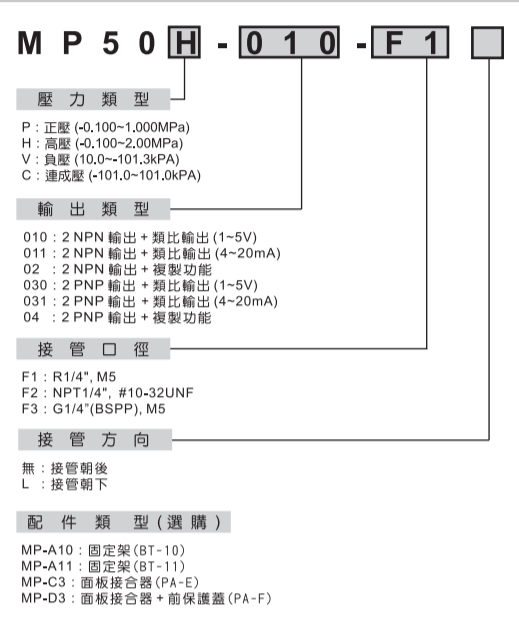 MP50H-010-F1
壓力類型
P：正壓 (-0.100~1.000MPa)
H：高壓 (-0.100~2.00MPa)
V：負壓 (10.0~-101.3kPA)
C：連成壓 (-101.0~101.0kPA)
輸出類型
010：2 NPN 輸出 + 類比輸出 (1~5V)
011：2 NPN 輸出 + 類比輸出 (4~20mA)
02 ：2 NPN 輸出 + 複製功能
030：2 PNP 輸出 + 類比輸出 (1~5V)
031：2 PNP 輸出 + 類比輸出 (4~20mA)
04 ：2 PNP 輸出 + 複製功能
接管口徑
F1：R1/4", M5
F2：NPT1/4", #10-32UNF
F3：G1/4"(BSPP), M5
接管方向
無：接管朝後
L ：接管朝下
配件類型(選購)
MP-A10：固定架(BT-10)
MP-A11：固定架(BT-11)
MP-C3：面板接合器(PA-E)
MP-D3：面板接合器+前保護蓋(PA-F)